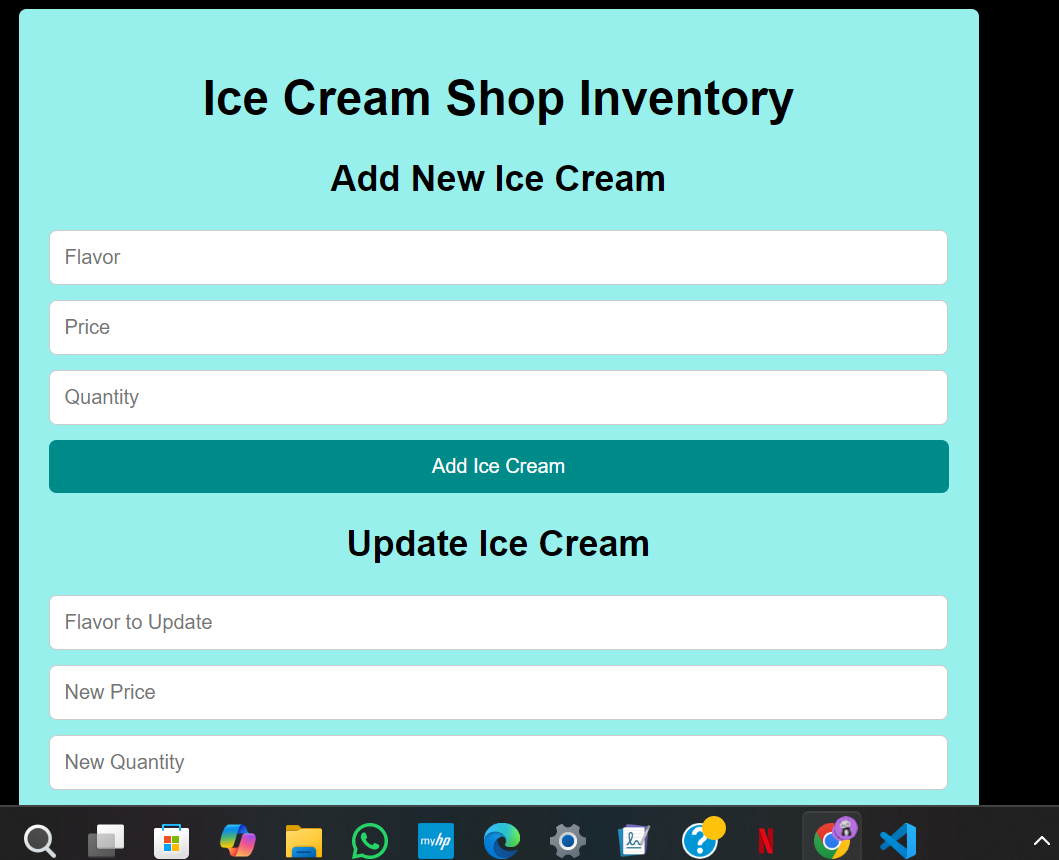 Ice Cream Shop Inventory
Add New Ice Cream
Flavor
Price
Quantity
Add Ice Cream
Update Ice Cream
Flavor to Update
New Price
New Quantity
myhp